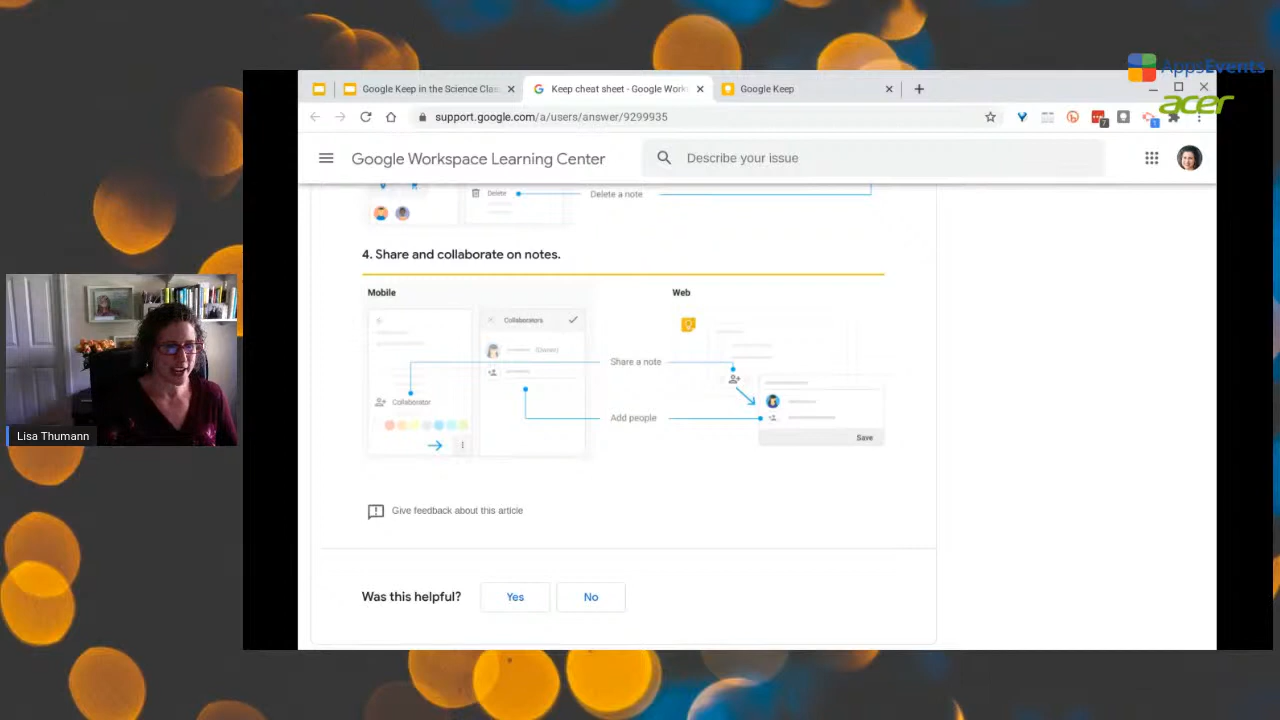 AppsEvents
acer
Google Keep in the Science Clas
Keep cheat sheet - Google Work
Google Keep
support.google.com/a/users/answer/9299935
7
1
Google Workspace Learning Center
Describe your issue
Delete
Delete a note
4. Share and collaborate on notes.
Mobile
Web
Collaborators
(Owner)
Share a note
Collaborator
Add people
Save
Give feedback about this article
Was this helpful?
Yes
No
Lisa Thumann